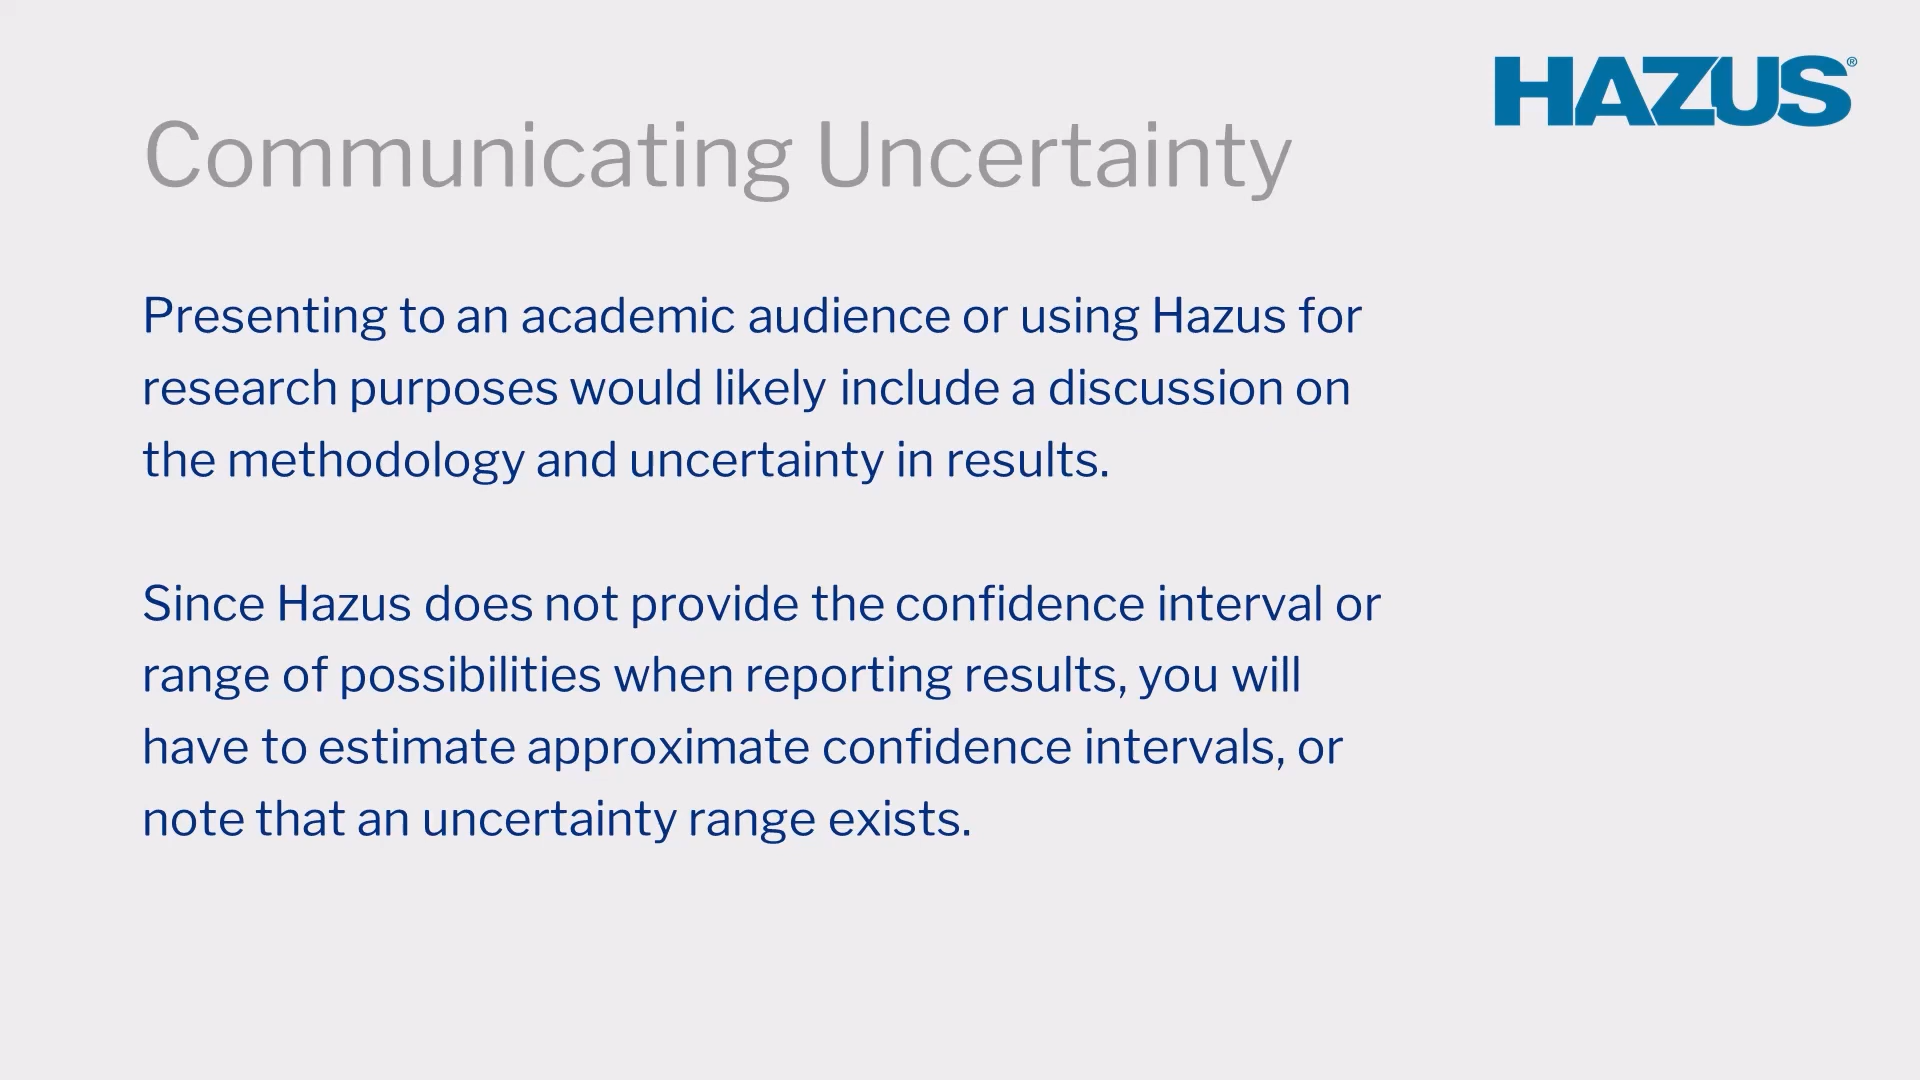 HAZUS®
Communicating Uncertainty
Presenting to an academic audience or using Hazus for
research purposes would likely include a discussion on
the methodology and uncertainty in results.
Since Hazus does not provide the confidence interval or
range of possibilities when reporting results, you will
have to estimate approximate confidence intervals, or
note that an uncertainty range exists.